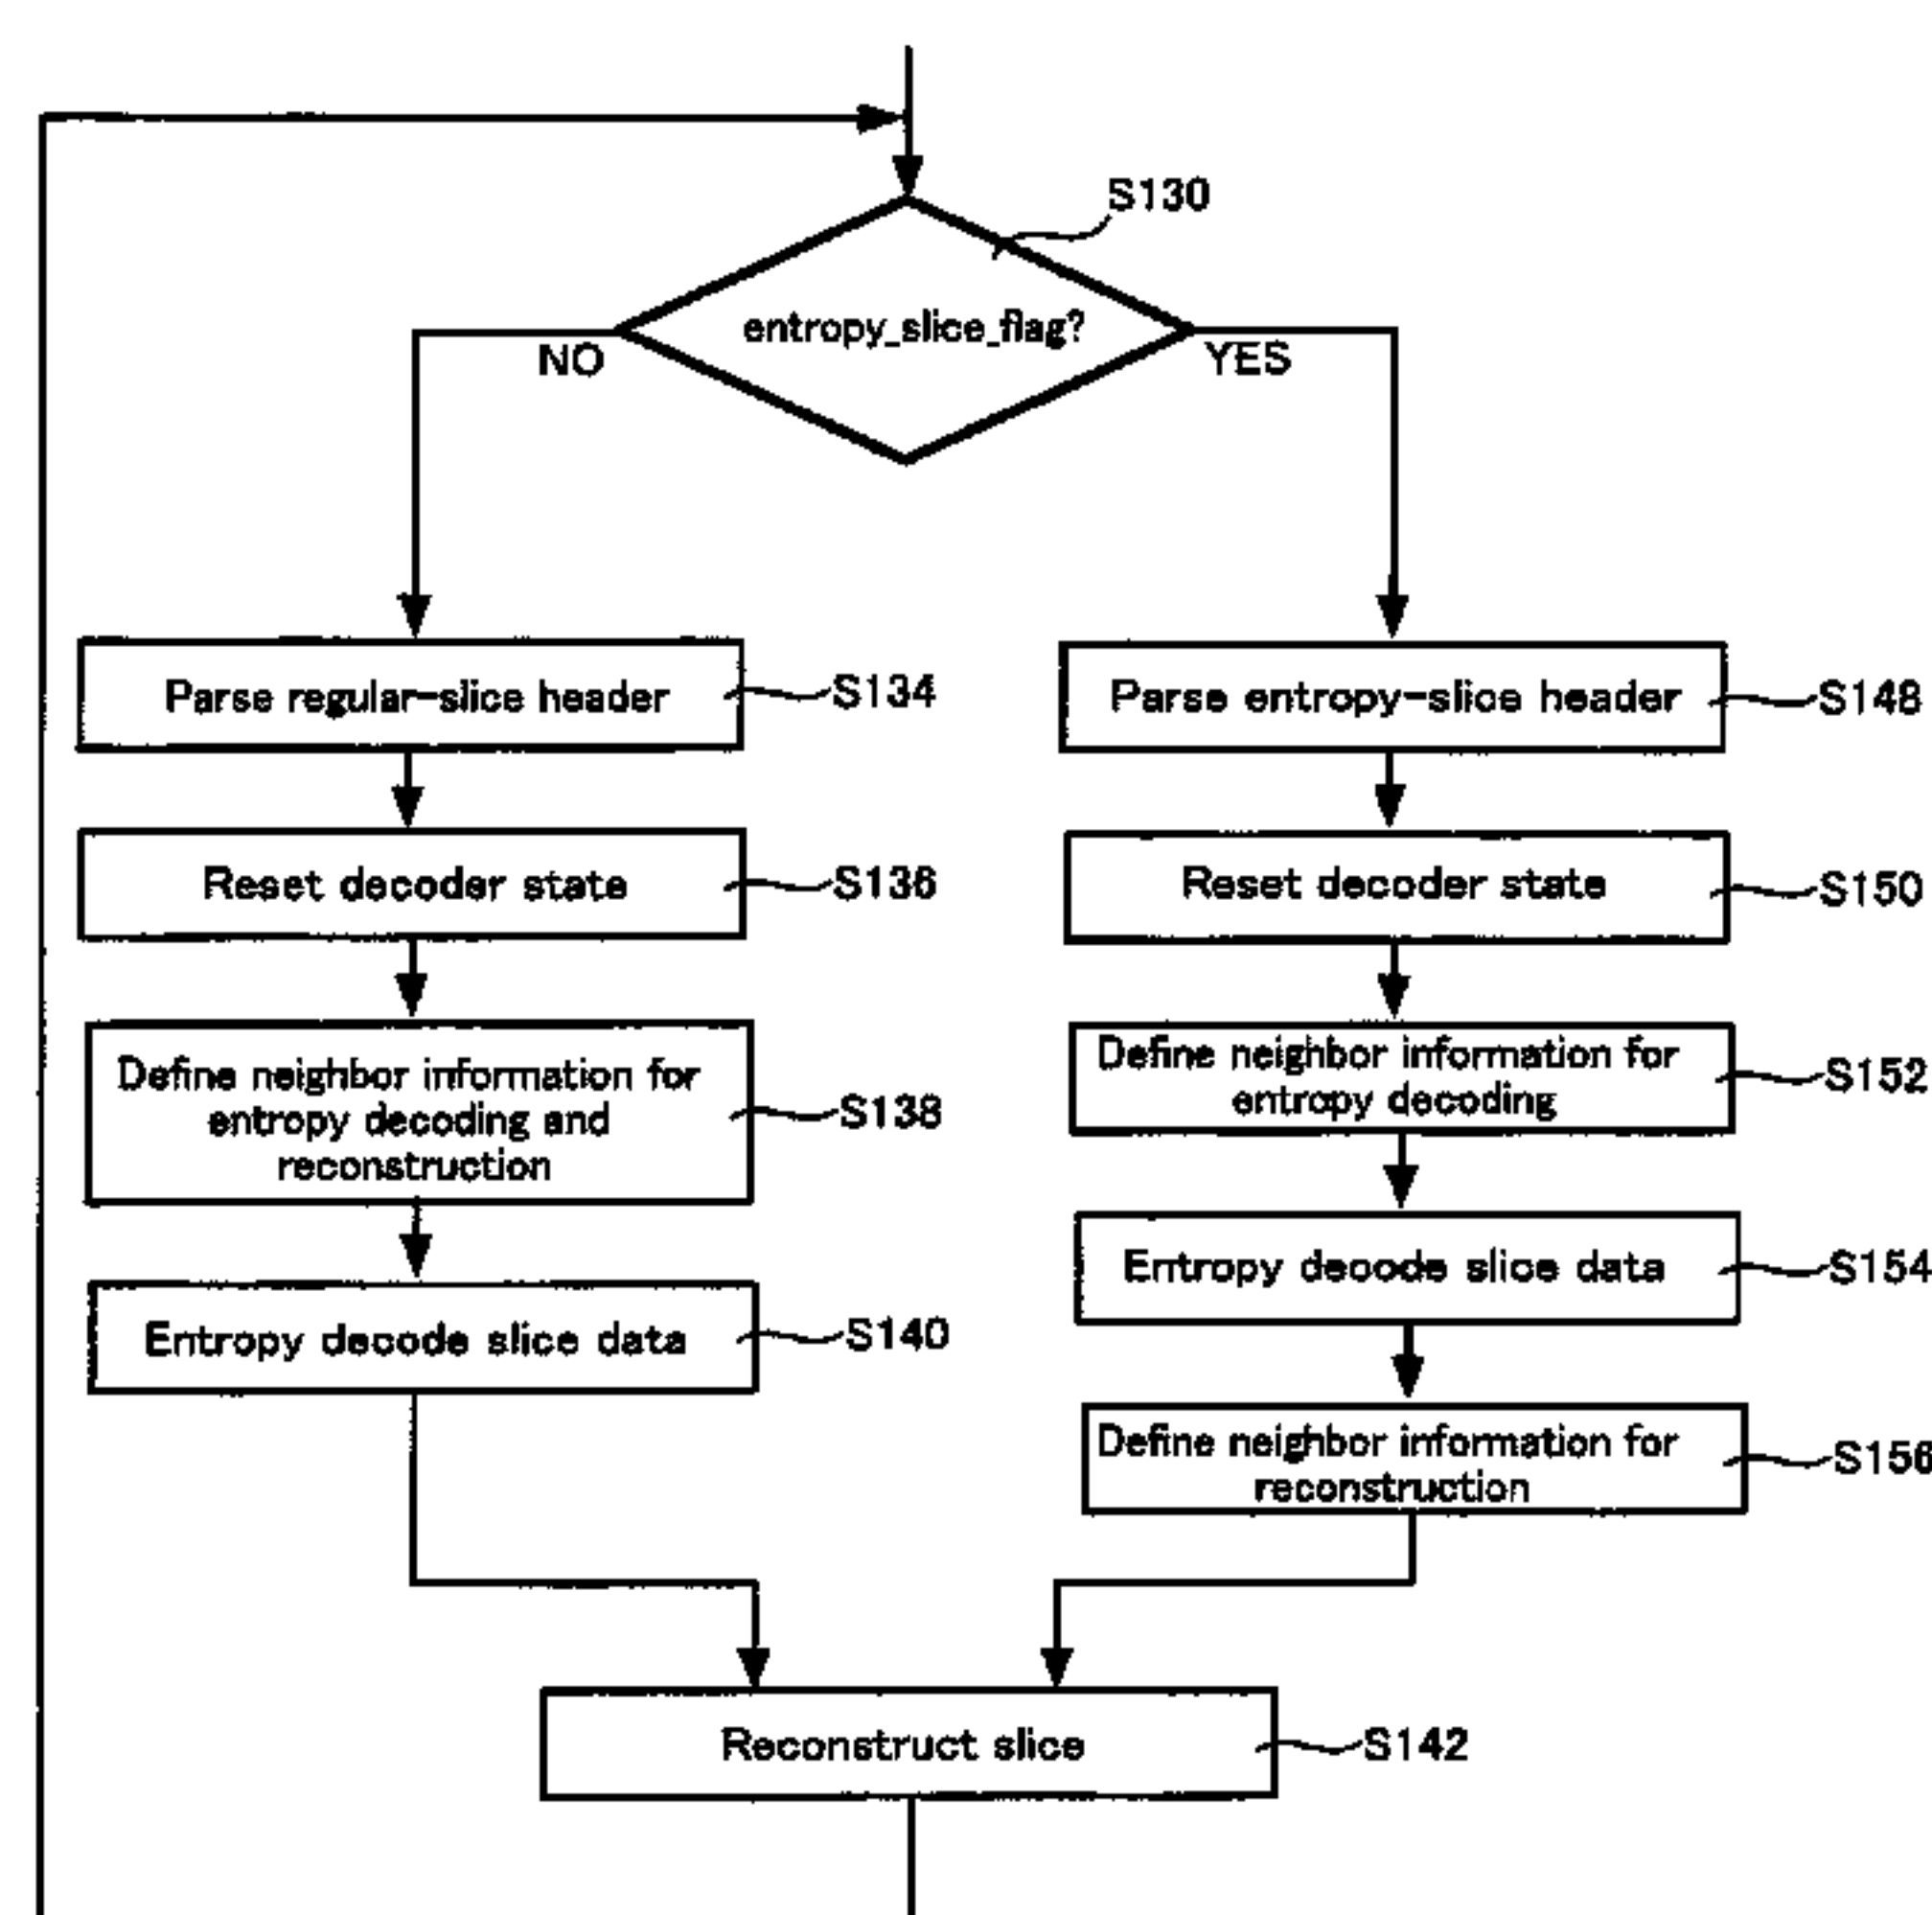 S130
entropy_slice_flag?
NO
YES
Parse regular-slice header
S134
Parse entropy-slice header
S148
Reset decoder state
S136
Reset decoder state
S150
Define neighbor information for
entropy decoding and
reconstruction
S138
Define neighbor information for
entropy decoding
S152
Entropy decode slice data
S154
Entropy decode slice data
S140
Define neighbor information for
reconstruction
S156
Reconstruct slice
S142